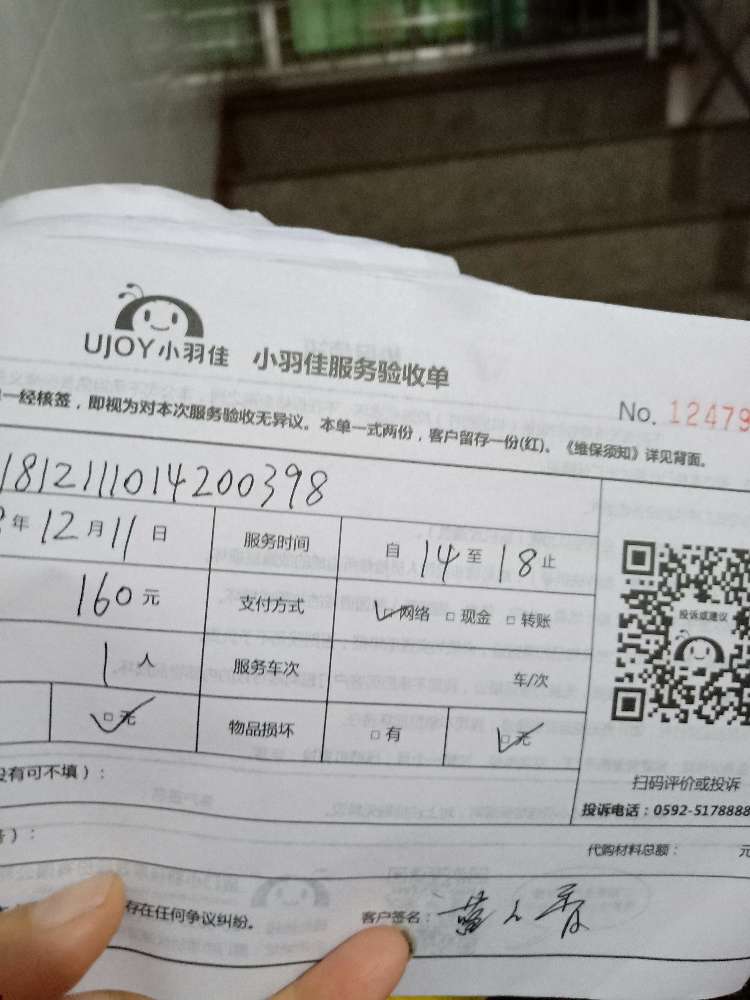 UJOY小羽佳 小羽佳服务验收单
No. 12479
一经核签，即视为对本次服务验收无异议。本单一式两份，客户留存一份(红)。《维保须知》详见背面。
1812111014200398
年 12 月 11 日 服务时间 自 14 至 18 止
160 元 支付方式 ☑网络 □现金 □转账
投诉或建议
1 人 服务车次 车/次
☑无 物品损坏 □有 ☑无
没有可不填）：
扫码评价或投诉
投诉电话：0592-5178888
）：
代购材料总额： 元
存在任何争议纠纷。 客户签名：